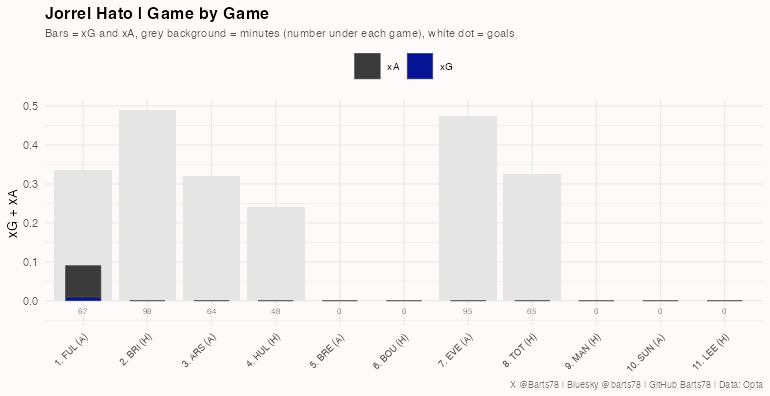 Jorrel Hato | Game by Game
Bars = xG and xA, grey background = minutes (number under each game), white dot = goals
xA xG
xG + xA
0.5
0.4
0.3
0.2
0.1
0.0
67 98 64 48 0 0 95 65 0 0 0
1. FUL (A)
2. BRI (H)
3. ARS (A)
4. HUL (H)
5. BRE (A)
6. BOU (H)
7. EVE (A)
8. TOT (H)
9. MAN (H)
10. SUN (A)
11. LEE (H)
X @Barts78 | Bluesky @barts78 | GitHub Barts78 | Data: Opta